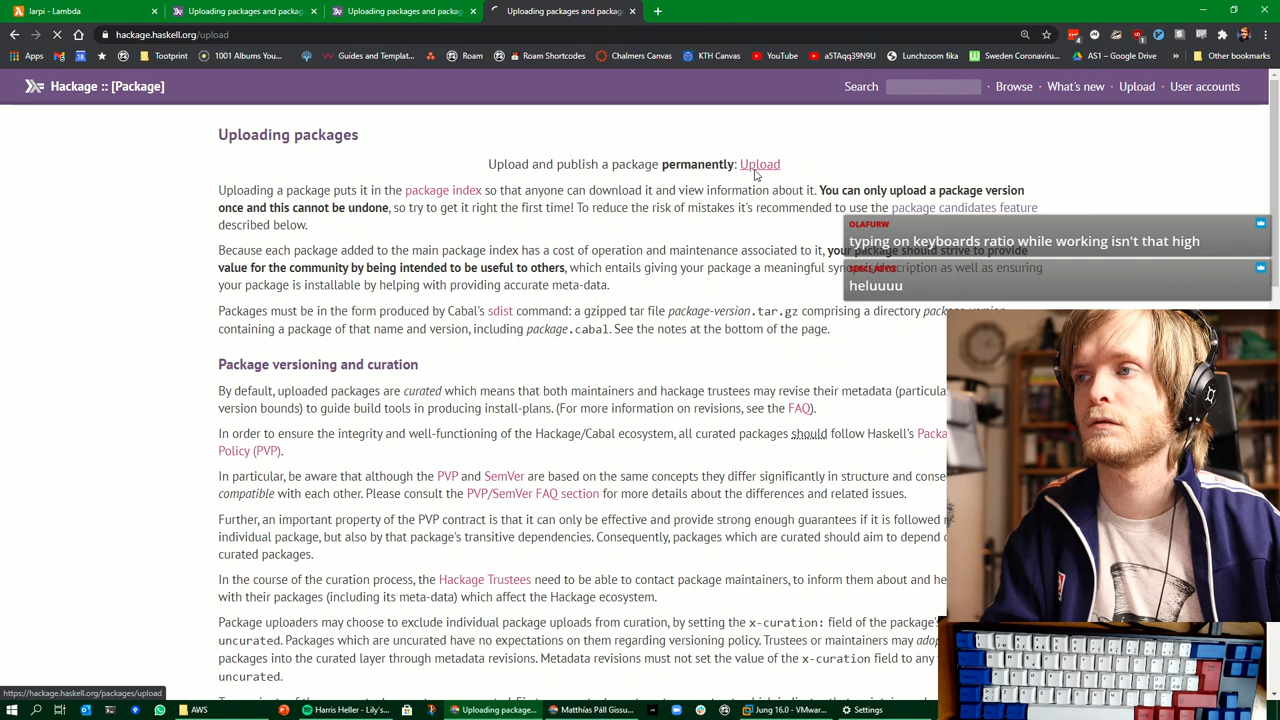 larpi - Lambda
Uploading packages and packag
Uploading packages and packag
Uploading packages and packag
hackage.haskell.org/upload
Apps
Tootprint
1001 Albums You...
Guides and Templat...
Roam
Roam Shortcodes
Chalmers Canvas
KTH Canvas
YouTube
a5TAqq39N9U
Lunchzoom fika
Sweden Coronaviru...
AS1 – Google Drive
Other bookmarks
Hackage :: [Package]
Search · Browse · What's new · Upload · User accounts
Uploading packages
Upload and publish a package permanently: Upload
Uploading a package puts it in the package index so that anyone can download it and view information about it. You can only upload a package version
once and this cannot be undone, so try to get it right the first time! To reduce the risk of mistakes it's recommended to use the package candidates feature
described below.
OLAFURW
typing on keyboards ratio while working isn't that high
heluuuu
Because each package added to the main package index has a cost of operation and maintenance associated to it, your package should strive to provide
value for the community by being intended to be useful to others, which entails giving your package a meaningful synopsis/description as well as ensuring
your package is installable by helping with providing accurate meta-data.
Packages must be in the form produced by Cabal's sdist command: a gzipped tar file package-version.tar.gz comprising a directory package-version
containing a package of that name and version, including package.cabal. See the notes at the bottom of the page.
Package versioning and curation
By default, uploaded packages are curated which means that both maintainers and hackage trustees may revise their metadata (particular
version bounds) to guide build tools in producing install-plans. (For more information on revisions, see the FAQ).
In order to ensure the integrity and well-functioning of the Hackage/Cabal ecosystem, all curated packages should follow Haskell's Packa
Policy (PVP).
In particular, be aware that although the PVP and SemVer are based on the same concepts they differ significantly in structure and conse
compatible with each other. Please consult the PVP/SemVer FAQ section for more details about the differences and related issues.
Further, an important property of the PVP contract is that it can only be effective and provide strong enough guarantees if it is followed n
individual package, but also by that package's transitive dependencies. Consequently, packages which are curated should aim to depend o
curated packages.
In the course of the curation process, the Hackage Trustees need to be able to contact package maintainers, to inform them about and he
with their packages (including its meta-data) which affect the Hackage ecosystem.
Package uploaders may choose to exclude individual package uploads from curation, by setting the x-curation: field of the package's
uncurated. Packages which are uncurated have no expectations on them regarding versioning policy. Trustees or maintainers may adop
packages into the curated layer through metadata revisions. Metadata revisions must not set the value of the x-curation field to any
uncurated.
https://hackage.haskell.org/packages/upload
AWS
Harris Heller - Lily's...
Uploading package...
Matthías Páll Gissu...
Jung 16.0 - VMwar...
Settings